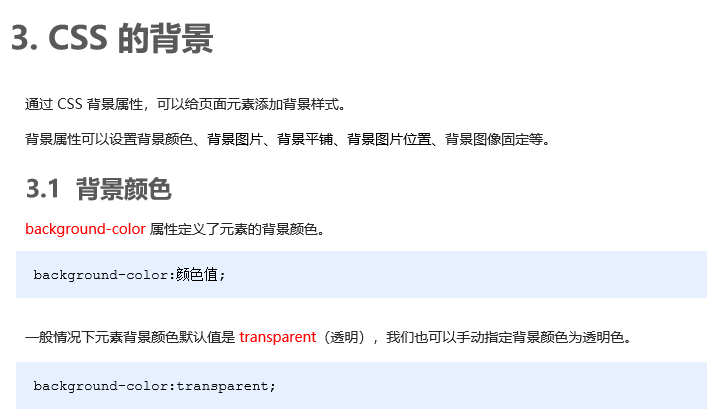 3. CSS 的背景
通过 CSS 背景属性，可以给页面元素添加背景样式。
背景属性可以设置背景颜色、背景图片、背景平铺、背景图片位置、背景图像固定等。
3.1 背景颜色
background-color 属性定义了元素的背景颜色。
background-color:颜色值;
一般情况下元素背景颜色默认值是 transparent（透明），我们也可以手动指定背景颜色为透明色。
background-color:transparent;